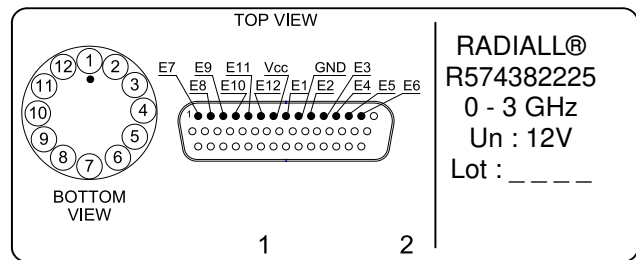 TOP VIEW
E7 E9 E11 Vcc GND E3
E8 E10 E12 E1 E2 E4 E5 E6
1
12 1 2
11 3
10 4
9 5
8 7 6
BOTTOM
VIEW
1 2
RADIALL®
R574382225
0 - 3 GHz
Un : 12V
Lot : _ _ _ _